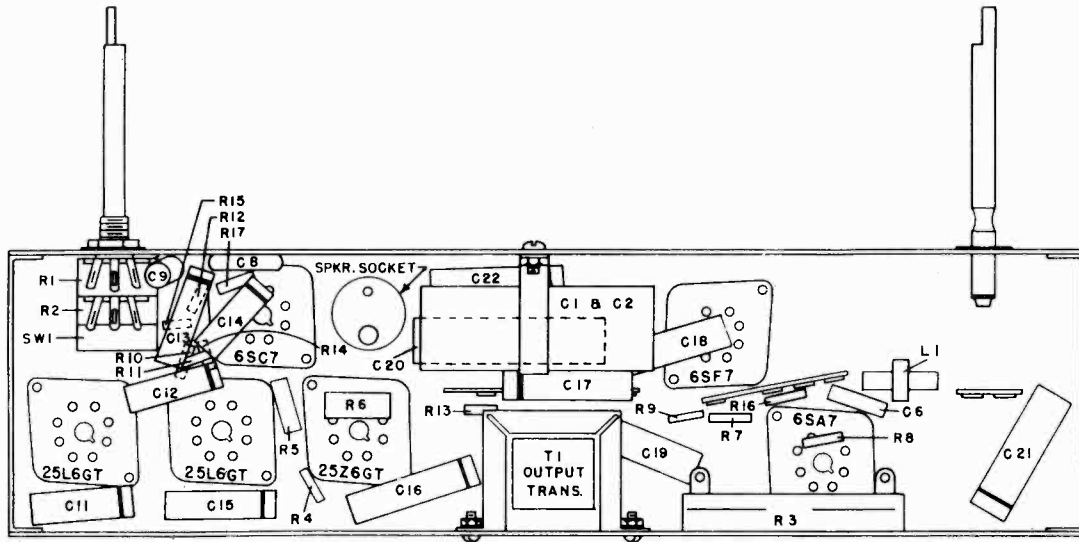 R15
R12
R17
C9
C8
R1
SPKR. SOCKET
C22
C1 & C2
R2
C14
C13
SW1
C18
R10
R14
6SC7
R11
C20
6SF7
L1
C12
C17
R13
R6
R16
C6
R9
R7
6SA7
R5
R8
C19
T1
OUTPUT
TRANS.
C21
25L6GT
25L6GT
25Z6GT
C16
C11
C15
R4
R3